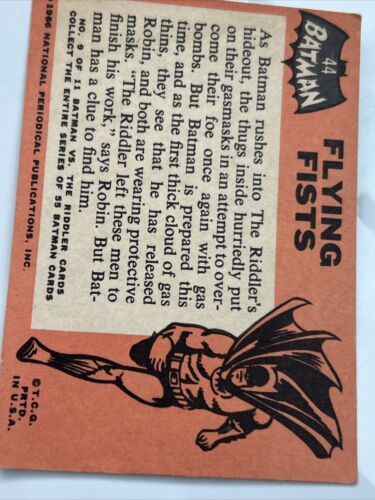 44
BATMAN
FLYING
FISTS
As Batman rushes into The Riddler's
hideout, the thugs inside hurriedly put
on their gasmasks in an attempt to over-
come their foe once again with gas
bombs. But Batman is prepared this
time, and as the first thick cloud of gas
thins, they see that he has released
Robin, and both are wearing protective
masks. "The Riddler left these men to
finish his work," says Robin. But Bat-
man has a clue to find him.
NO. 9 OF 11 BATMAN VS. THE RIDDLER CARDS
COLLECT THE ENTIRE SERIES OF 55 BATMAN CARDS
1966 NATIONAL PERIODICAL PUBLICATIONS, INC.
© T.C.G.
PRTD.
IN U.S.A.